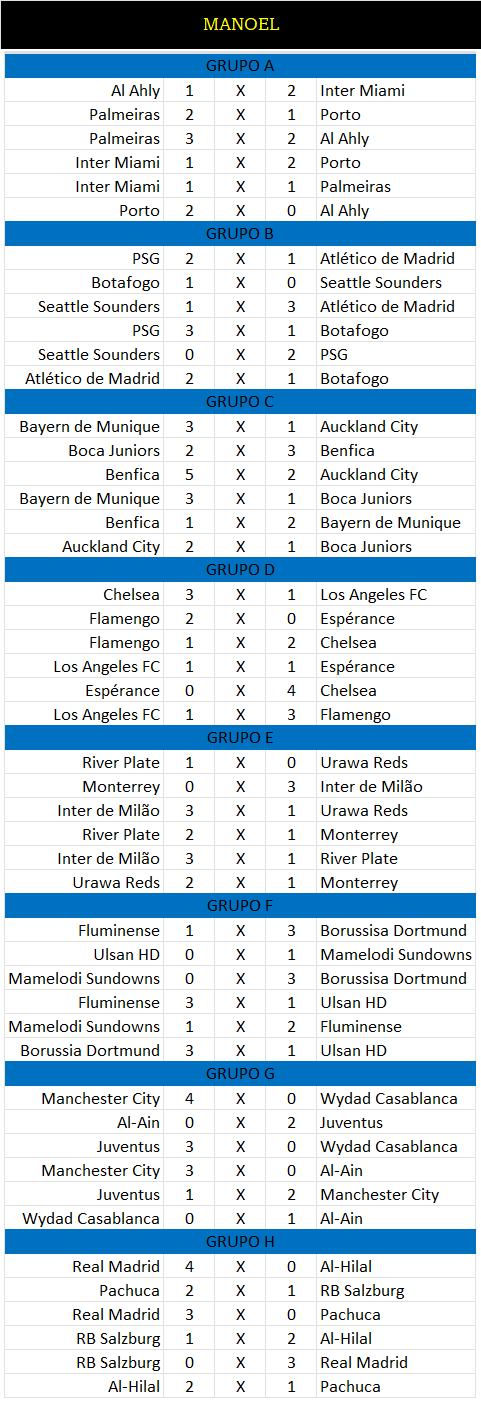 MANOEL
GRUPO A
Al Ahly 1 X 2 Inter Miami
Palmeiras 2 X 1 Porto
Palmeiras 3 X 2 Al Ahly
Inter Miami 1 X 2 Porto
Inter Miami 1 X 1 Palmeiras
Porto 2 X 0 Al Ahly
GRUPO B
PSG 2 X 1 Atlético de Madrid
Botafogo 1 X 0 Seattle Sounders
Seattle Sounders 1 X 3 Atlético de Madrid
PSG 3 X 1 Botafogo
Seattle Sounders 0 X 2 PSG
Atlético de Madrid 2 X 1 Botafogo
GRUPO C
Bayern de Munique 3 X 1 Auckland City
Boca Juniors 2 X 3 Benfica
Benfica 5 X 2 Auckland City
Bayern de Munique 3 X 1 Boca Juniors
Benfica 1 X 2 Bayern de Munique
Auckland City 2 X 1 Boca Juniors
GRUPO D
Chelsea 3 X 1 Los Angeles FC
Flamengo 2 X 0 Espérance
Flamengo 1 X 2 Chelsea
Los Angeles FC 1 X 1 Espérance
Espérance 0 X 4 Chelsea
Los Angeles FC 1 X 3 Flamengo
GRUPO E
River Plate 1 X 0 Urawa Reds
Monterrey 0 X 3 Inter de Milão
Inter de Milão 3 X 1 Urawa Reds
River Plate 2 X 1 Monterrey
Inter de Milão 3 X 1 River Plate
Urawa Reds 2 X 1 Monterrey
GRUPO F
Fluminense 1 X 3 Borussisa Dortmund
Ulsan HD 0 X 1 Mamelodi Sundowns
Mamelodi Sundowns 0 X 3 Borussisa Dortmund
Fluminense 3 X 1 Ulsan HD
Mamelodi Sundowns 1 X 2 Fluminense
Borussia Dortmund 3 X 1 Ulsan HD
GRUPO G
Manchester City 4 X 0 Wydad Casablanca
Al-Ain 0 X 2 Juventus
Juventus 3 X 0 Wydad Casablanca
Manchester City 3 X 0 Al-Ain
Juventus 1 X 2 Manchester City
Wydad Casablanca 0 X 1 Al-Ain
GRUPO H
Real Madrid 4 X 0 Al-Hilal
Pachuca 2 X 1 RB Salzburg
Real Madrid 3 X 0 Pachuca
RB Salzburg 1 X 2 Al-Hilal
RB Salzburg 0 X 3 Real Madrid
Al-Hilal 2 X 1 Pachuca